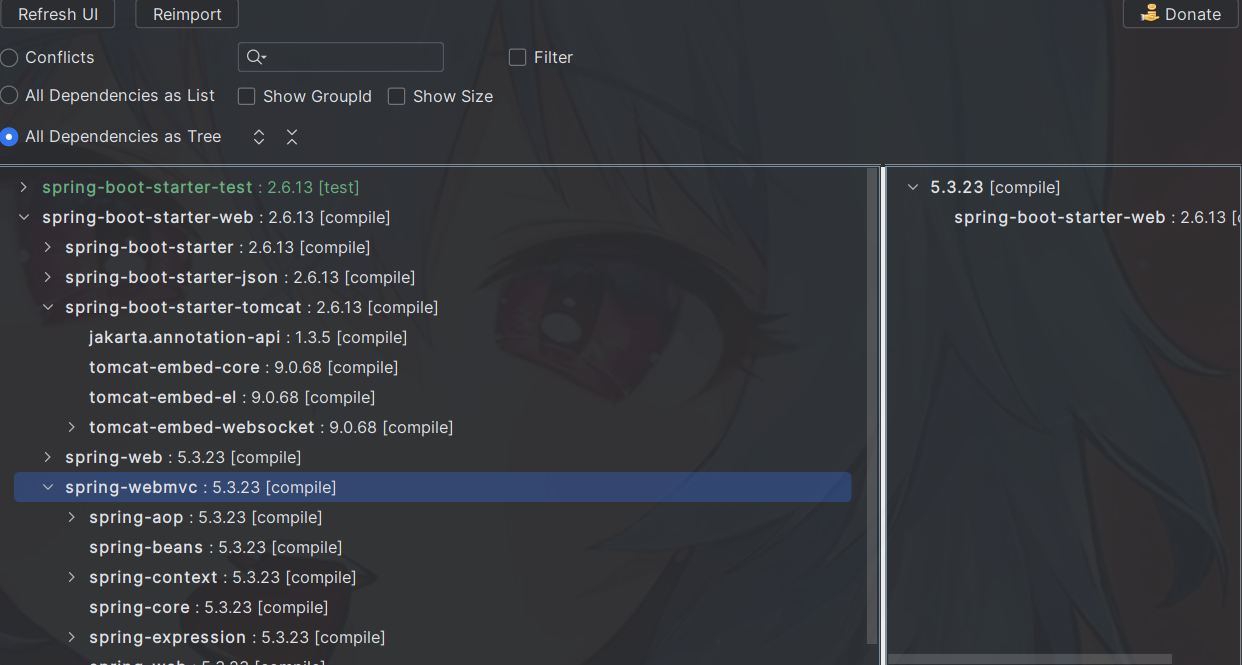 Refresh UI Reimport Donate
Conflicts Filter
All Dependencies as List Show GroupId Show Size
All Dependencies as Tree
spring-boot-starter-test : 2.6.13 [test]
spring-boot-starter-web : 2.6.13 [compile]
spring-boot-starter : 2.6.13 [compile]
spring-boot-starter-json : 2.6.13 [compile]
spring-boot-starter-tomcat : 2.6.13 [compile]
jakarta.annotation-api : 1.3.5 [compile]
tomcat-embed-core : 9.0.68 [compile]
tomcat-embed-el : 9.0.68 [compile]
tomcat-embed-websocket : 9.0.68 [compile]
spring-web : 5.3.23 [compile]
spring-webmvc : 5.3.23 [compile]
spring-aop : 5.3.23 [compile]
spring-beans : 5.3.23 [compile]
spring-context : 5.3.23 [compile]
spring-core : 5.3.23 [compile]
spring-expression : 5.3.23 [compile]
spring-web : 5.3.23 [compile]
5.3.23 [compile]
spring-boot-starter-web : 2.6.13 [